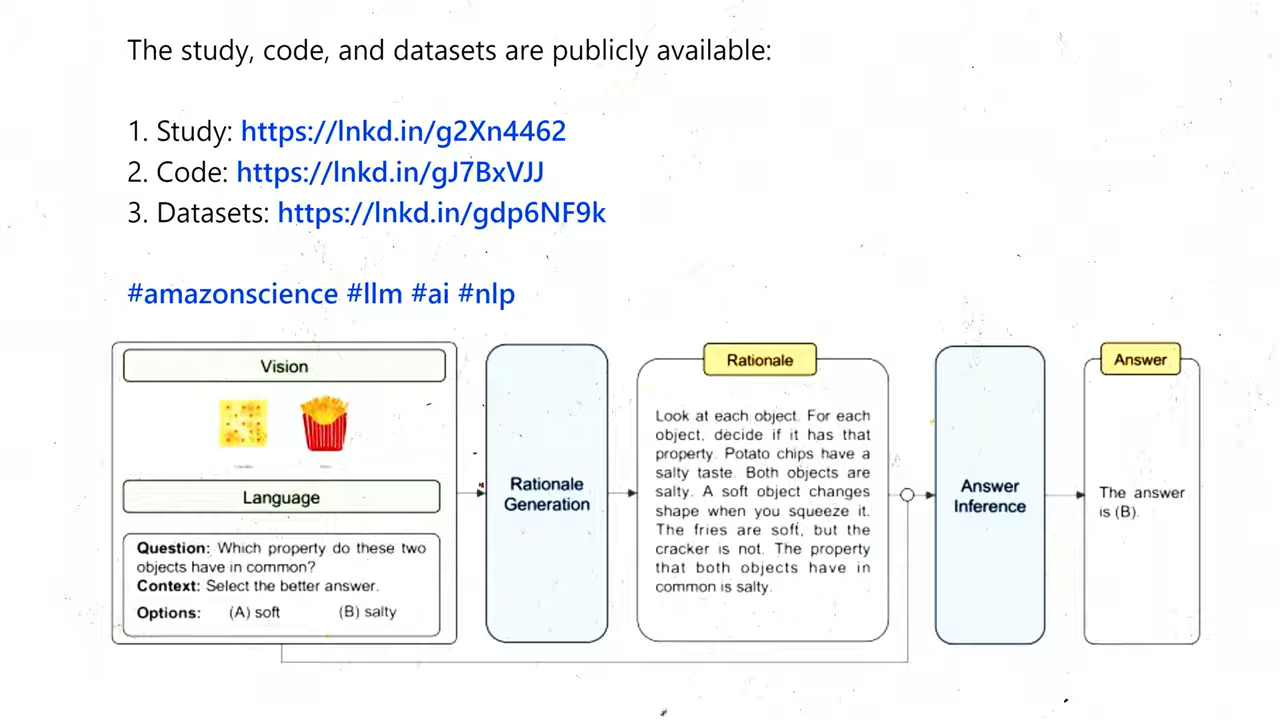 The study, code, and datasets are publicly available:
1. Study: https://lnkd.in/g2Xn4462
2. Code: https://lnkd.in/gJ7BxVJJ
3. Datasets: https://lnkd.in/gdp6NF9k
#amazonscience #llm #ai #nlp
Vision
Language
Question: Which property do these two
objects have in common?
Context: Select the better answer.
Options: (A) soft (B) salty
Rationale
Generation
Rationale
Look at each object. For each
object, decide if it has that
property. Potato chips have a
salty taste. Both objects are
salty. A soft object changes
shape when you squeeze it.
The fries are soft, but the
cracker is not. The property
that both objects have in
common is salty.
Answer
Inference
Answer
The answer
is (B).